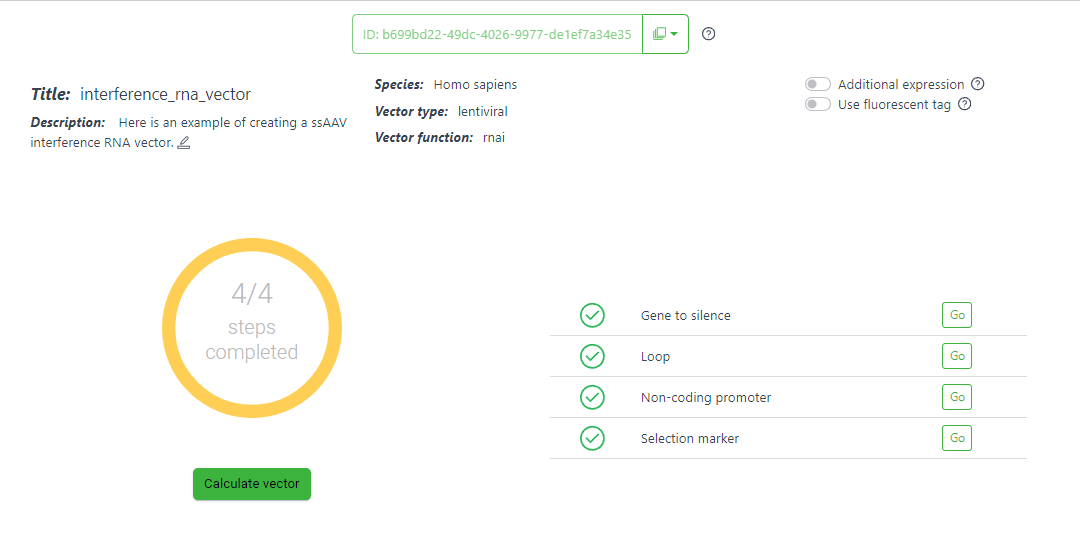 ID: b699bd22-49dc-4026-9977-de1ef7a34e35
Title: interference_rna_vector
Description: Here is an example of creating a ssAAV
interference RNA vector.
Species: Homo sapiens
Vector type: lentiviral
Vector function: rnai
Additional expression
Use fluorescent tag
4/4
steps
completed
Calculate vector
Gene to silence Go
Loop Go
Non-coding promoter Go
Selection marker Go